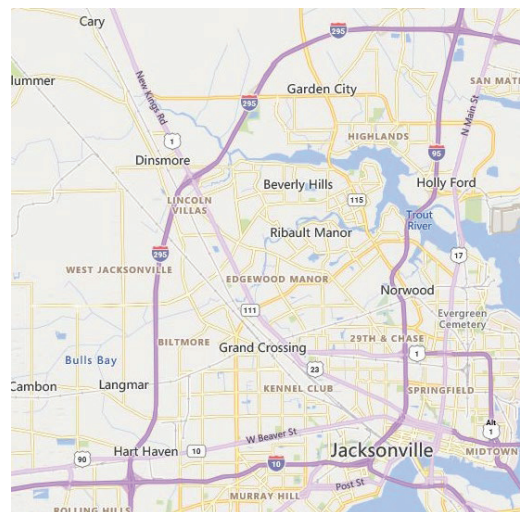 Cary
295
lummer
Garden City
SAN MAT
New Kings Rd
295
N Main St
HIGHLANDS
1
95
Dinsmore
Beverly Hills
Holly Ford
LINCOLN
VILLAS
115
Trout
River
Ribault Manor
295
17
WEST JACKSONVILLE
EDGEWOOD MANOR
Norwood
111
Evergreen
Cemetery
BILTMORE
29TH & CHASE
Grand Crossing
1
Bulls Bay
23
Cambon
Langmar
KENNEL CLUB
SPRINGFIELD
Alt
1
W Beaver St
Hart Haven
10
Jacksonville
MIDTOWN
90
10
Post St
MURRAY HILL
ROLLING HILLS